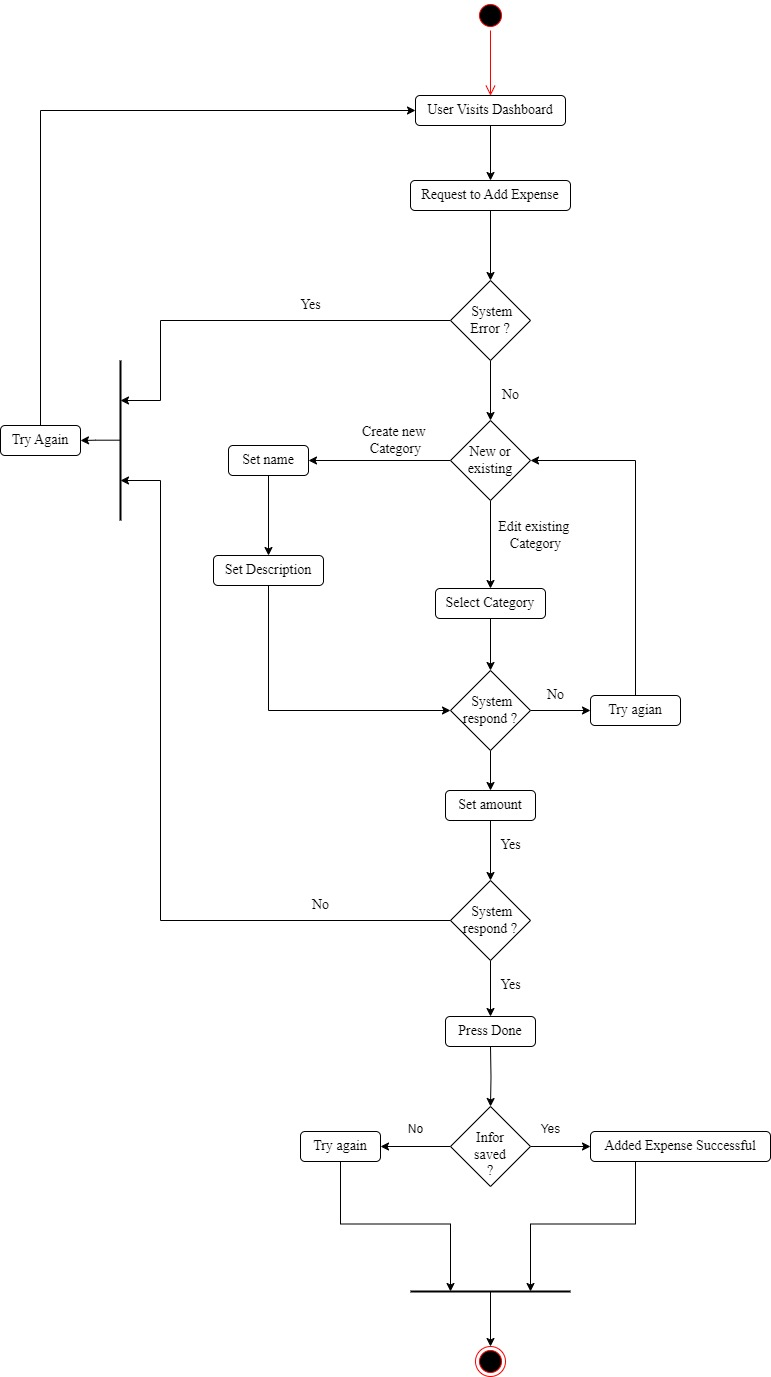 User Visits Dashboard
Request to Add Expense
System
Error ?
Yes
No
Try Again
Create new
Category
New or
existing
Set name
Edit existing
Category
Set Description
Select Category
System
respond ?
No
Try agian
Set amount
Yes
No
System
respond ?
Yes
Press Done
No
Yes
Try again
Infor
saved
?
Added Expense Successful